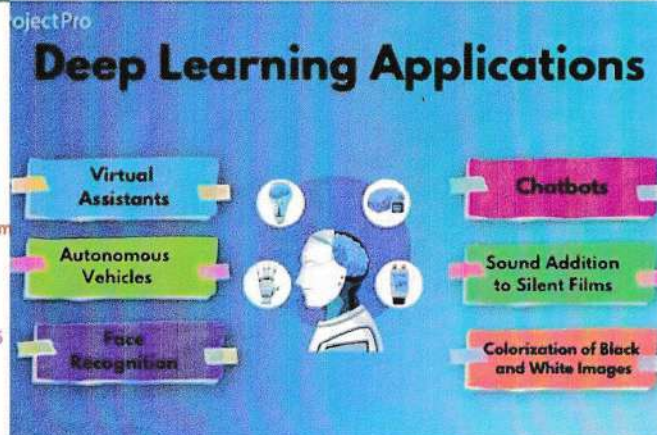 ojectPro
Deep Learning Applications
Virtual
Assistants
Autonomous
Vehicles
Face
Recognition
Chatbots
Sound Addition
to Silent Films
Colorization of Black
and White Images